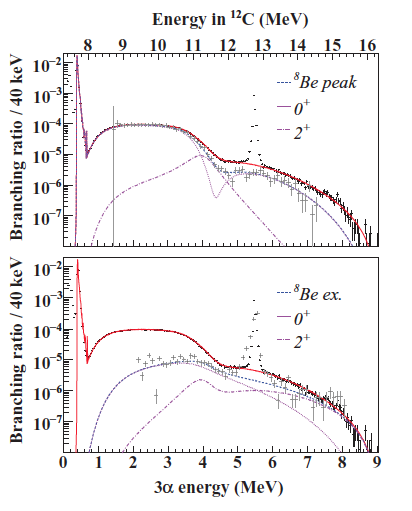 Energy in ¹²C (MeV)
8 9 10 11 12 13 14 15 16
Branching ratio / 40 keV
10⁻²
10⁻³
10⁻⁴
10⁻⁵
10⁻⁶
10⁻⁷
⁸Be peak
0⁺
2⁺
Branching ratio / 40 keV
10⁻²
10⁻³
10⁻⁴
10⁻⁵
10⁻⁶
10⁻⁷
⁸Be ex.
0⁺
2⁺
0 1 2 3 4 5 6 7 8 9
3α energy (MeV)